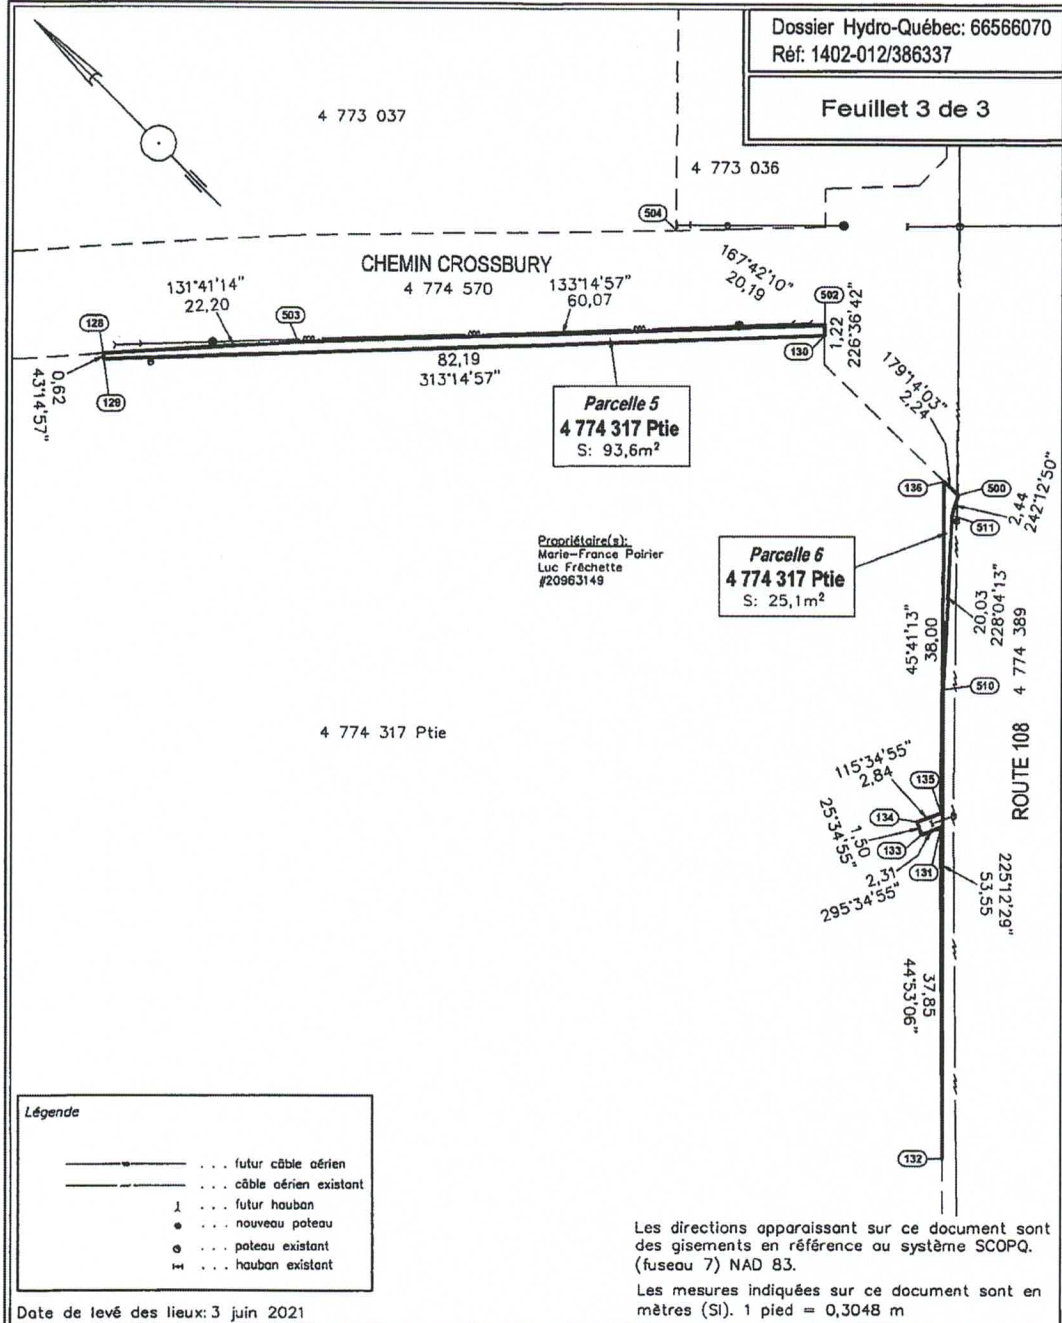 Dossier Hydro-Québec: 66566070
Réf: 1402-012/386337
Feuillet 3 de 3
4 773 037
4 773 036
504
CHEMIN CROSSBURY
4 774 570
131°41'14"
22,20
133°14'57"
60,07
167°42'10"
20,19
502
1,22
226°36'42"
128
503
130
82,19
313°14'57"
0,62
43°14'57"
129
179°14'03"
2,24
Parcelle 5
4 774 317 Ptie
S: 93,6m²
136
500
2,44
242°12'50"
511
Propriétaire(s):
Marie-France Poirier
Luc Fréchette
#20963149
Parcelle 6
4 774 317 Ptie
S: 25,1m²
20,03
228°04'13"
45°41'13"
38,00
4 774 389
510
ROUTE 108
4 774 317 Ptie
115°34'55"
2,84
135
134
25°34'55"
1,50
133
131
2,31
295°34'55"
225°12'29"
53,55
37,85
44°53'06"
132
Légende
. . . futur câble aérien
. . . câble aérien existant
. . . futur hauban
. . . nouveau poteau
. . . poteau existant
. . . hauban existant
Les directions apparaissant sur ce document sont
des gisements en référence au système SCOPQ.
(fuseau 7) NAD 83.
Les mesures indiquées sur ce document sont en
mètres (SI). 1 pied = 0,3048 m
Date de levé des lieux: 3 juin 2021